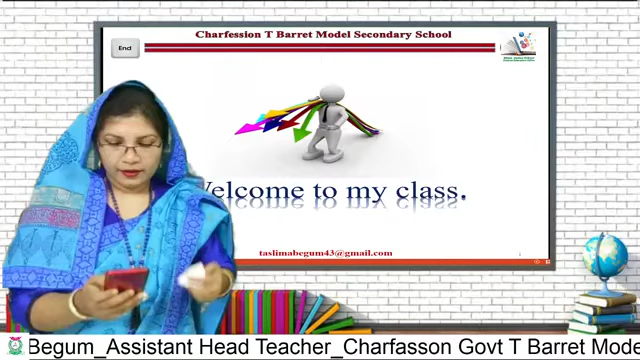 Charfession T Barret Model Secondary School
End
Welcome to my class.
taslimabegum43@gmail.com
Begum_Assistant Head Teacher_Charfasson Govt T Barret Mode